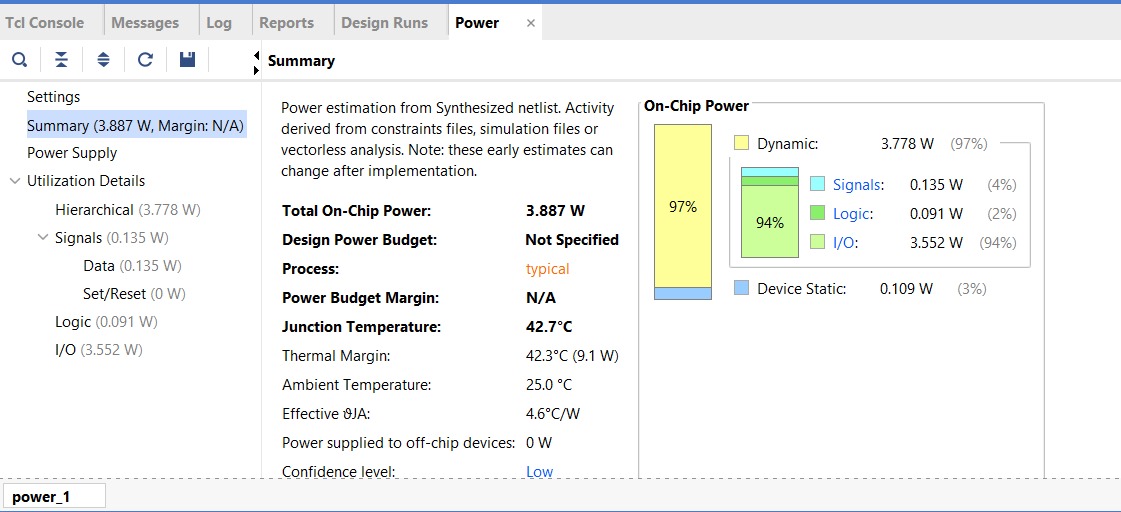 Tcl Console Messages Log Reports Design Runs Power ×
Summary
Settings
Summary (3.887 W, Margin: N/A)
Power Supply
Utilization Details
Hierarchical (3.778 W)
Signals (0.135 W)
Data (0.135 W)
Set/Reset (0 W)
Logic (0.091 W)
I/O (3.552 W)
Power estimation from Synthesized netlist. Activity
derived from constraints files, simulation files or
vectorless analysis. Note: these early estimates can
change after implementation.
Total On-Chip Power: 3.887 W
Design Power Budget: Not Specified
Process: typical
Power Budget Margin: N/A
Junction Temperature: 42.7°C
Thermal Margin: 42.3°C (9.1 W)
Ambient Temperature: 25.0 °C
Effective ϑJA: 4.6°C/W
Power supplied to off-chip devices: 0 W
Confidence level: Low
On-Chip Power
97%
Dynamic: 3.778 W (97%)
94%
Signals: 0.135 W (4%)
Logic: 0.091 W (2%)
I/O: 3.552 W (94%)
Device Static: 0.109 W (3%)
power_1